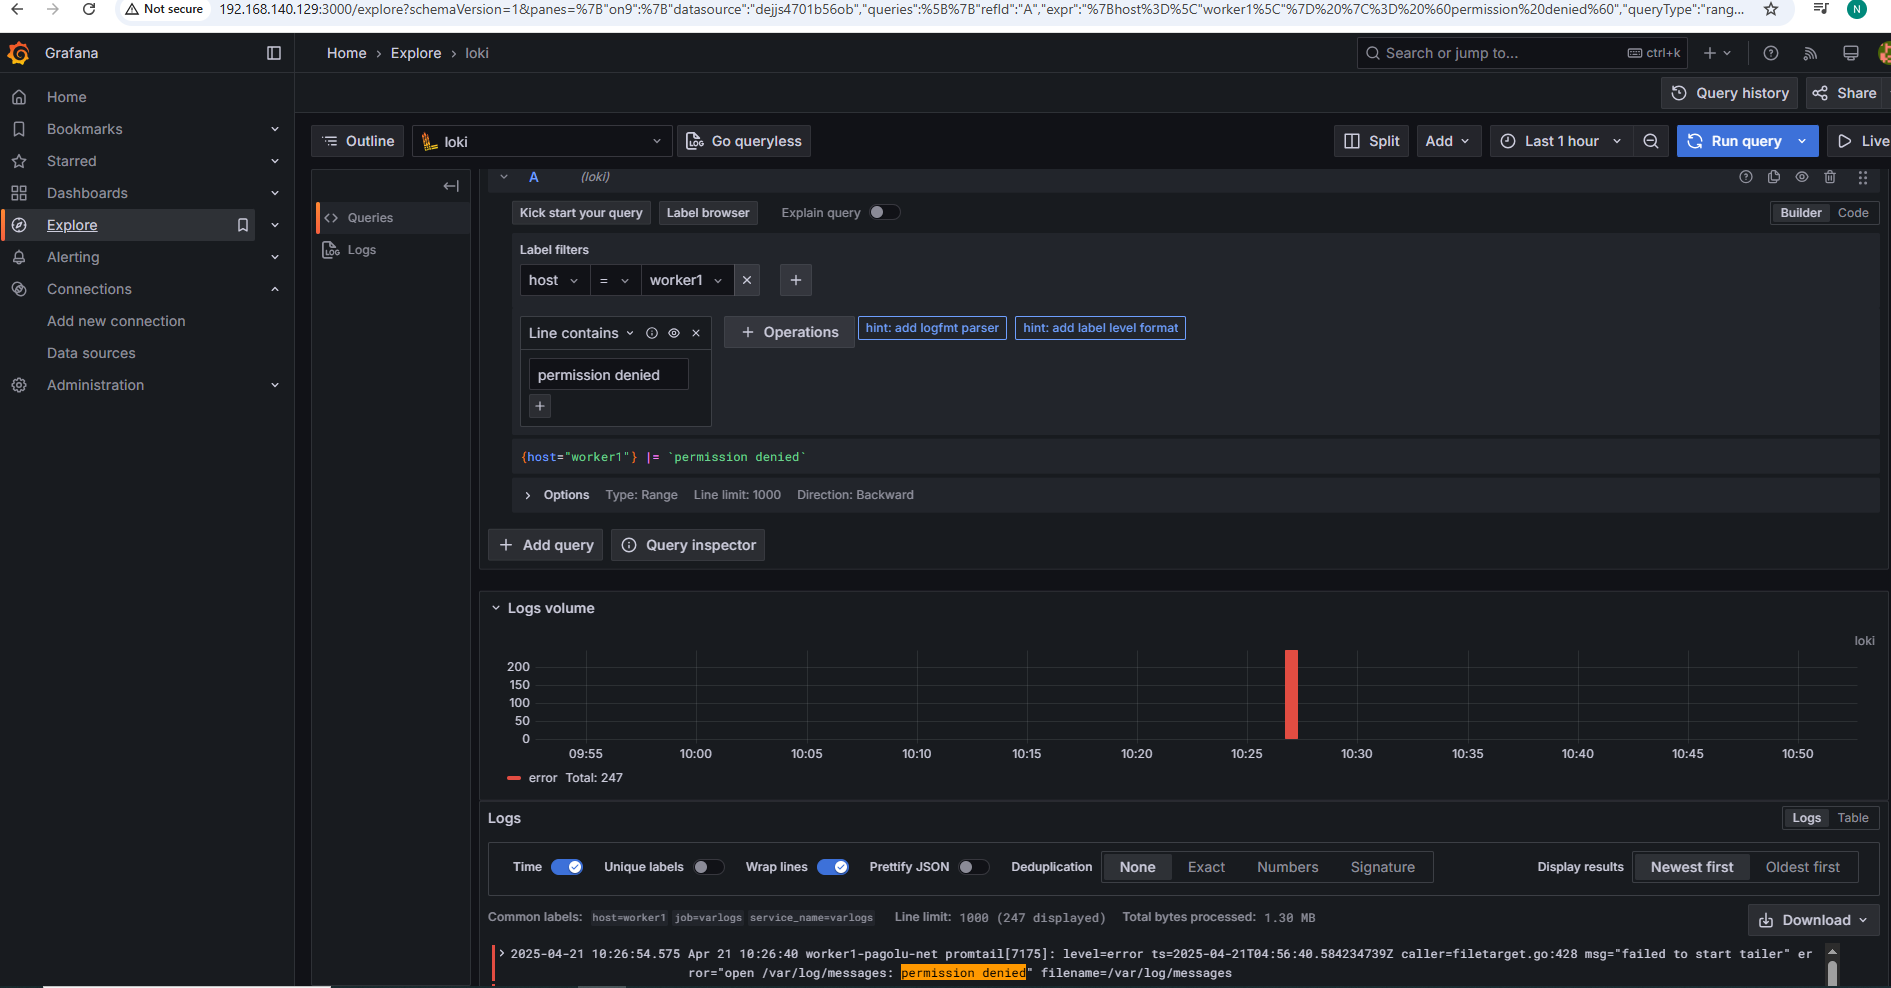 Not secure 192.168.140.129:3000/explore?schemaVersion=1&panes=%7B"on9":%7B"datasource":"dejjs4701b56ob","queries":%5B%7B"refId":"A","expr":"%7Bhost%3D%5C"worker1%5C"%7D%20%7C%3D%20%60permission%20denied%60","queryType":"rang... N
Grafana Home › Explore › loki Search or jump to... ctrl+k
Query history Share
Home
Bookmarks
Starred
Dashboards
Explore
Alerting
Connections
Add new connection
Data sources
Administration
Outline loki Go queryless Split Add Last 1 hour Run query Live
Queries
Logs
A (loki)
Kick start your query Label browser Explain query Builder Code
Label filters
host = worker1
Line contains + Operations hint: add logfmt parser hint: add label level format
permission denied
{host="worker1"} |= `permission denied`
Options Type: Range Line limit: 1000 Direction: Backward
+ Add query Query inspector
Logs volume
loki
200
150
100
50
0
09:55 10:00 10:05 10:10 10:15 10:20 10:25 10:30 10:35 10:40 10:45 10:50
error Total: 247
Logs Logs Table
Time Unique labels Wrap lines Prettify JSON Deduplication None Exact Numbers Signature Display results Newest first Oldest first
Common labels: host=worker1 job=varlogs service_name=varlogs Line limit: 1000 (247 displayed) Total bytes processed: 1.30 MB Download
2025-04-21 10:26:54.575 Apr 21 10:26:40 worker1-pagolu-net promtail[7175]: level=error ts=2025-04-21T04:56:40.584234739Z caller=filetarget.go:428 msg="failed to start tailer" er
ror="open /var/log/messages: permission denied" filename=/var/log/messages